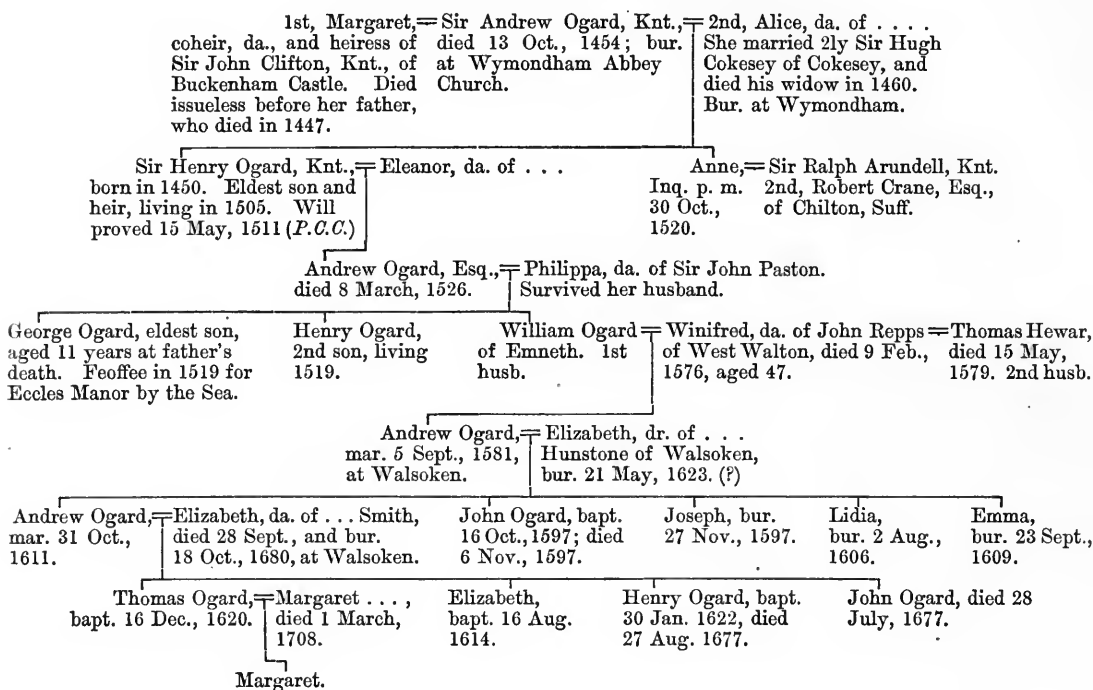 1st, Margaret,
coheir, da., and heiress of
Sir John Clifton, Knt., of
Buckenham Castle. Died
issueless before her father,
who died in 1447.
Sir Andrew Ogard, Knt.,
died 13 Oct., 1454; bur.
at Wymondham Abbey
Church.
2nd, Alice, da. of . . . .
She married 2ly Sir Hugh
Cokesey of Cokesey, and
died his widow in 1460.
Bur. at Wymondham.
Sir Henry Ogard, Knt.,
born in 1450. Eldest son and
heir, living in 1505. Will
proved 15 May, 1511 (P.C.C.)
Eleanor, da. of . . .
Anne,
Inq. p. m.
30 Oct.,
1520.
Sir Ralph Arundell, Knt.
2nd, Robert Crane, Esq.,
of Chilton, Suff.
Andrew Ogard, Esq.,
died 8 March, 1526.
Philippa, da. of Sir John Paston.
Survived her husband.
George Ogard, eldest son,
aged 11 years at father's
death. Feoffee in 1519 for
Eccles Manor by the Sea.
Henry Ogard,
2nd son, living
1519.
William Ogard
of Emneth. 1st
husb.
Winifred, da. of John Repps
of West Walton, died 9 Feb.,
1576, aged 47.
Thomas Hewar,
died 15 May,
1579. 2nd husb.
Andrew Ogard,
mar. 5 Sept., 1581,
at Walsoken.
Elizabeth, dr. of . . .
Hunstone of Walsoken,
bur. 21 May, 1623. (?)
Andrew Ogard,
mar. 31 Oct.,
1611.
Elizabeth, da. of . . . Smith,
died 28 Sept., and bur.
18 Oct., 1680, at Walsoken.
John Ogard, bapt.
16 Oct., 1597; died
6 Nov., 1597.
Joseph, bur.
27 Nov., 1597.
Lidia,
bur. 2 Aug.,
1606.
Emma,
bur. 23 Sept.,
1609.
Thomas Ogard,
bapt. 16 Dec., 1620.
Margaret . . . ,
died 1 March,
1708.
Elizabeth,
bapt. 16 Aug.
1614.
Henry Ogard, bapt.
30 Jan. 1622, died
27 Aug. 1677.
John Ogard, died 28
July, 1677.
Margaret.